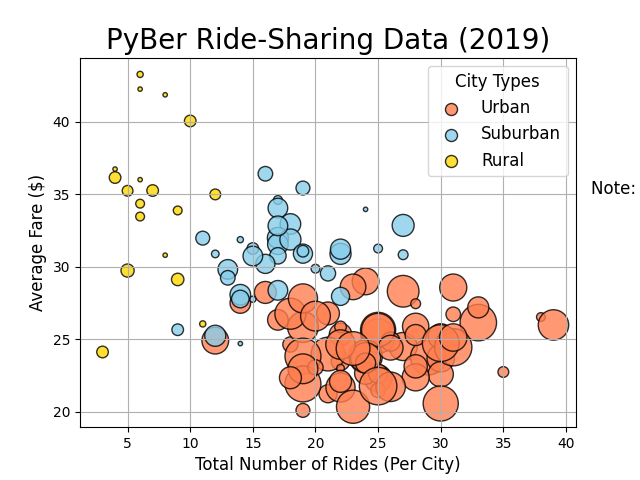 PyBer Ride-Sharing Data (2019)
City Types
Urban
Suburban
Rural
Note:
Average Fare ($)
40
35
30
25
20
5 10 15 20 25 30 35 40
Total Number of Rides (Per City)